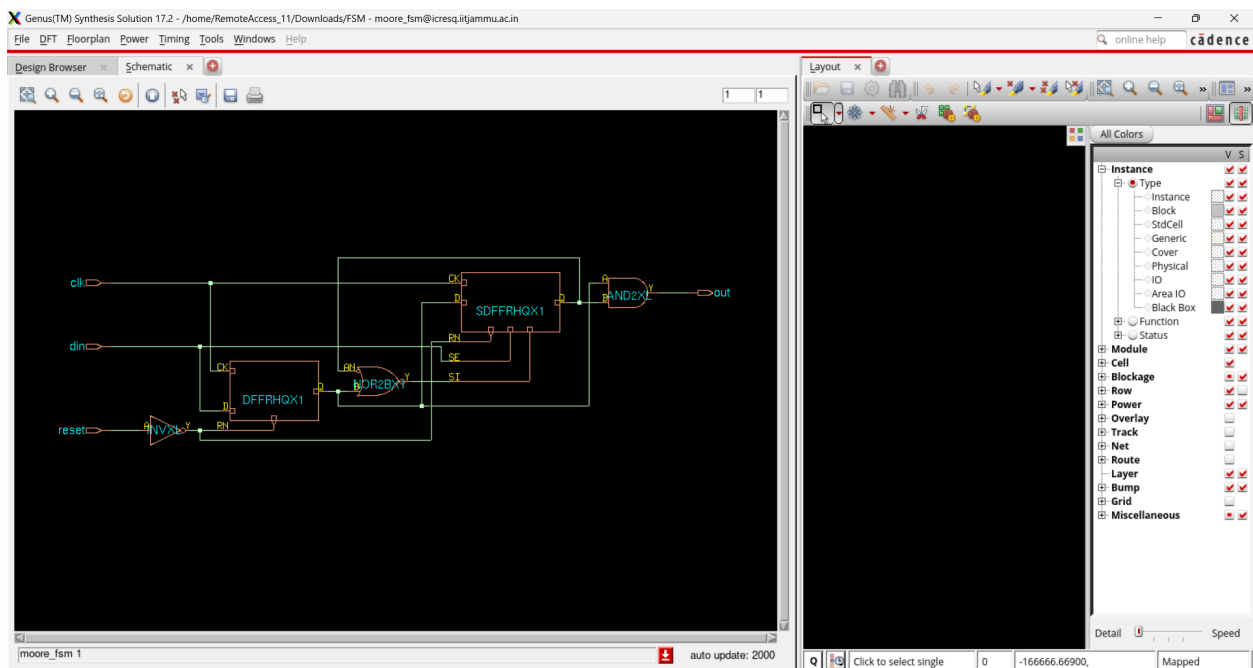 Genus(TM) Synthesis Solution 17.2 - /home/RemoteAccess_11/Downloads/FSM - moore_fsm@icresq.iitjammu.ac.in
File DFT Floorplan Power Timing Tools Windows Help
online help
cādence
Design Browser
Schematic
1 1
clk
din
reset
INVXL
A
Y
CK
D
RN
Q
DFFRHQX1
AN
B
Y
NOR2BX1
CK
D
RN
SE
SI
Q
SDFFRHQX1
A
B
Y
AND2XL
out
moore_fsm 1
auto update: 2000
Layout
All Colors
V S
Instance
Type
Instance
Block
StdCell
Generic
Cover
Physical
IO
Area IO
Black Box
Function
Status
Module
Cell
Blockage
Row
Power
Overlay
Track
Net
Route
Layer
Bump
Grid
Miscellaneous
Detail
Speed
Q
Click to select single
0
-166666.66900,
Mapped